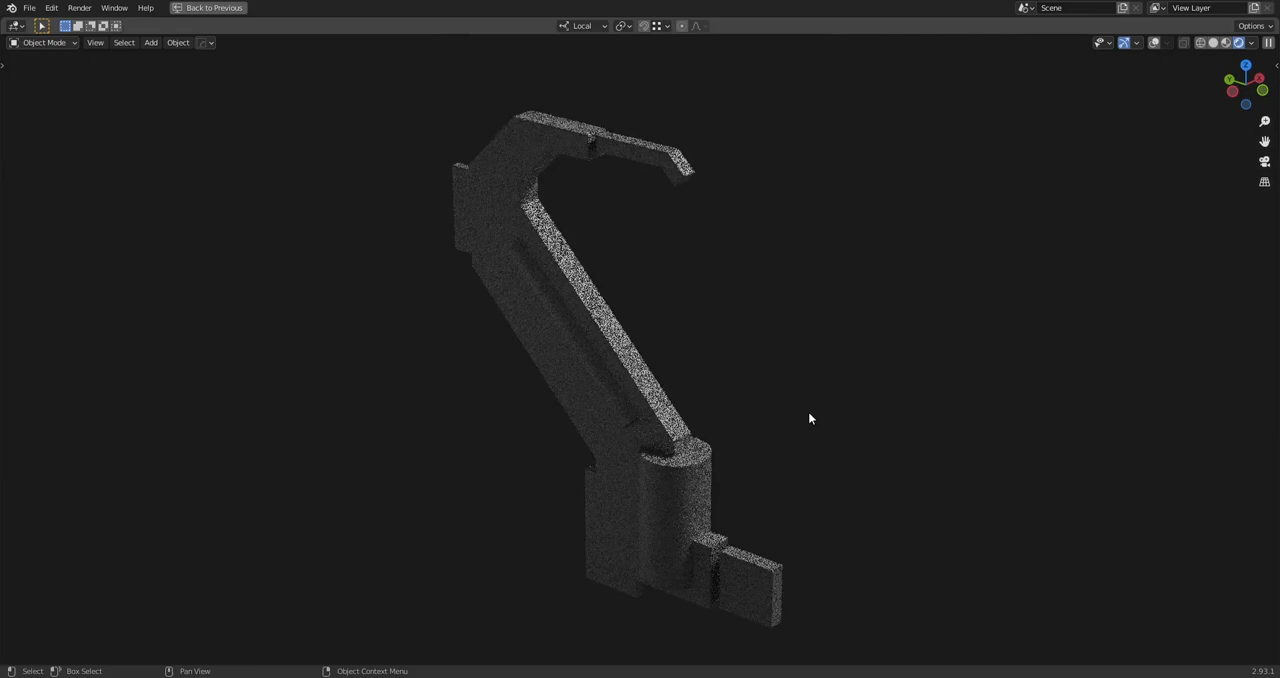 File Edit Render Window Help Back to Previous Scene View Layer
Local Options
Object Mode View Select Add Object
Z
Y X
Select Box Select Pan View Object Context Menu 2.93.1